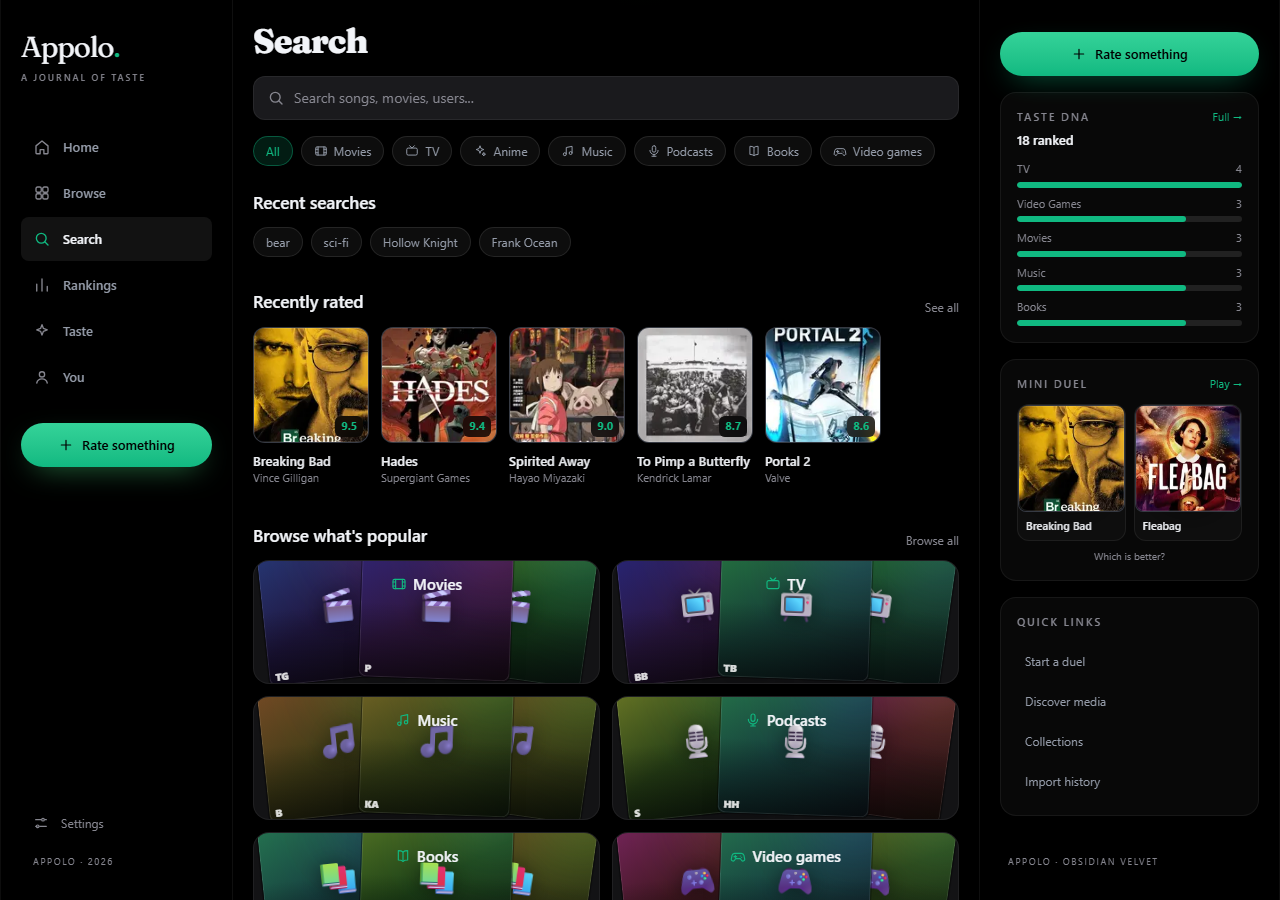 Appolo.
A JOURNAL OF TASTE
Home
Browse
Search
Rankings
Taste
You
Rate something
Settings
APPOLO · 2026
Search
Search songs, movies, users...
All
Movies
TV
Anime
Music
Podcasts
Books
Video games
Recent searches
bear
sci-fi
Hollow Knight
Frank Ocean
Recently rated
See all
Breaking
9.5
Breaking Bad
Vince Gilligan
HADES
9.4
Hades
Supergiant Games
9.0
Spirited Away
Hayao Miyazaki
8.7
To Pimp a Butterfly
Kendrick Lamar
PORTAL 2
8.6
Portal 2
Valve
Browse what's popular
Browse all
Movies
TG
P
TV
BB
TB
Music
B
KA
Podcasts
S
HH
Books
Video games
Rate something
TASTE DNA
Full →
18 ranked
TV 4
Video Games 3
Movies 3
Music 3
Books 3
MINI DUEL
Play →
Breaking
Breaking Bad
FLEABAG
Fleabag
Which is better?
QUICK LINKS
Start a duel
Discover media
Collections
Import history
APPOLO · OBSIDIAN VELVET